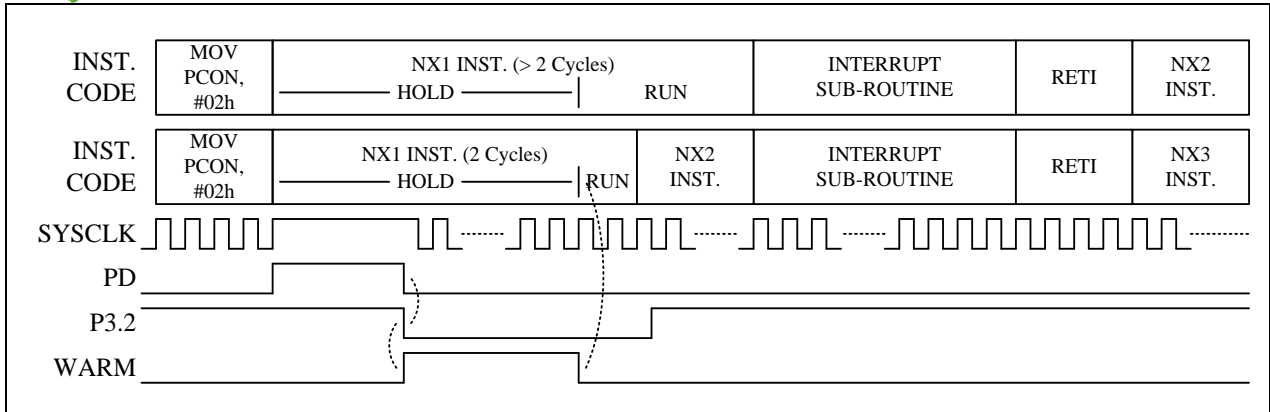 INST. CODE
MOV PCON, #02h
NX1 INST. (> 2 Cycles)
HOLD
RUN
INTERRUPT SUB-ROUTINE
RETI
NX2 INST.
INST. CODE
MOV PCON, #02h
NX1 INST. (2 Cycles)
HOLD
RUN
NX2 INST.
INTERRUPT SUB-ROUTINE
RETI
NX3 INST.
SYSCLK
PD
P3.2
WARM